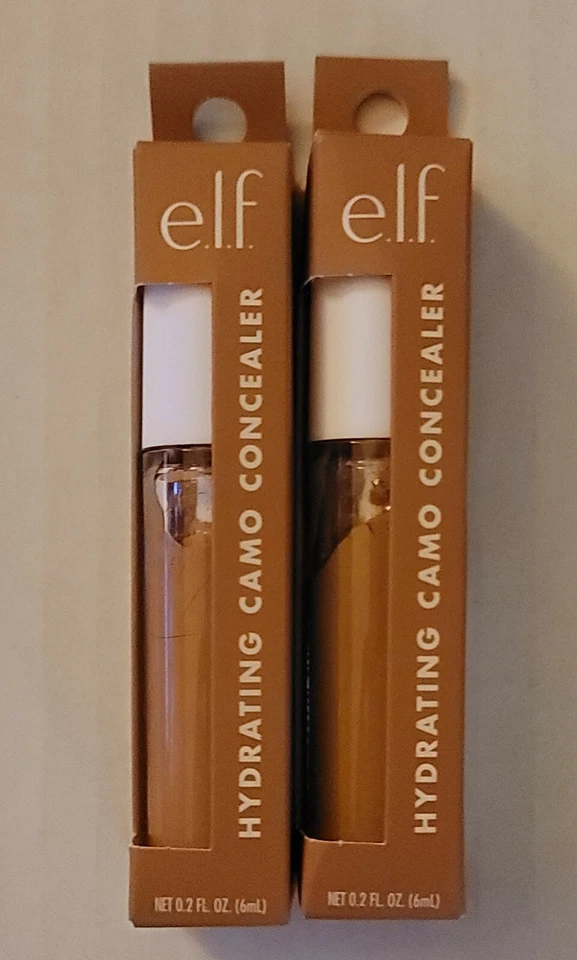 e.l.f.
HYDRATING CAMO CONCEALER
NET 0.2 FL. OZ. (6mL)
e.l.f.
HYDRATING CAMO CONCEALER
NET 0.2 FL. OZ. (6mL)